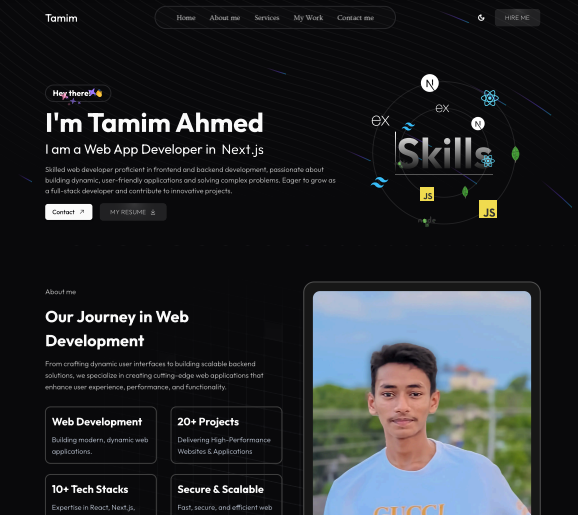 Tamim
Home About me Services My Work Contact me
HIRE ME
Hey there!👋
I'm Tamim Ahmed
I am a Web App Developer in Next.js
Skilled web developer proficient in frontend and backend development, passionate about
building dynamic, user-friendly applications and solving complex problems. Eager to grow as
a full-stack developer and contribute to innovative projects.
Contact
MY RESUME
N
ex
ex
N
Skills
JS
JS
node
About me
Our Journey in Web
Development
From crafting dynamic user interfaces to building scalable backend
solutions, we specialize in creating cutting-edge web applications that
enhance user experience, performance, and functionality.
Web Development
Building modern, dynamic web
applications.
20+ Projects
Delivering High-Performance
Websites & Applications
10+ Tech Stacks
Expertise in React, Next.js,
Secure & Scalable
Fast, secure, and efficient web